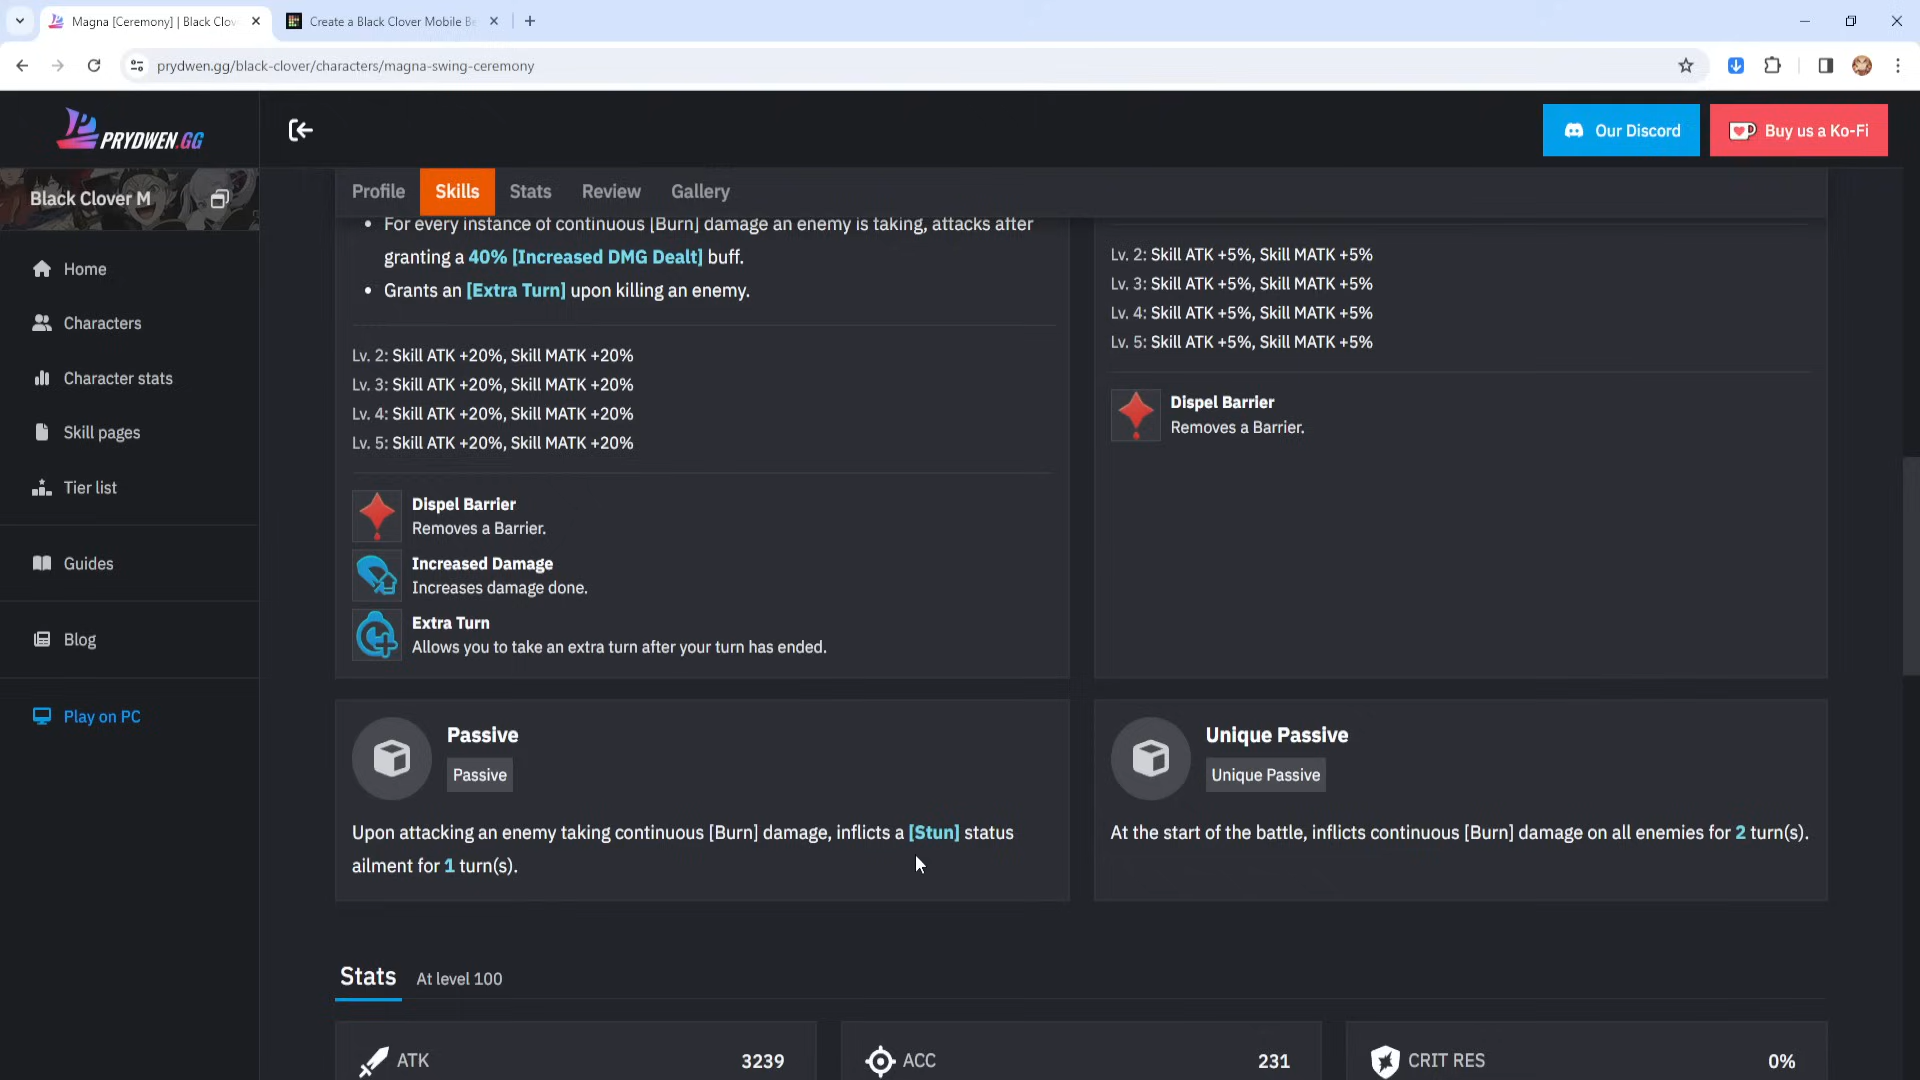 Magna [Ceremony] | Black Clov
Create a Black Clover Mobile Be
prydwen.gg/black-clover/characters/magna-swing-ceremony
PRYDWEN.GG
Our Discord
Buy us a Ko-Fi
Black Clover M
Home
Characters
Character stats
Skill pages
Tier list
Guides
Blog
Play on PC
Profile
Skills
Stats
Review
Gallery
• For every instance of continuous [Burn] damage an enemy is taking, attacks after
granting a 40% [Increased DMG Dealt] buff.
• Grants an [Extra Turn] upon killing an enemy.
Lv. 2: Skill ATK +20%, Skill MATK +20%
Lv. 3: Skill ATK +20%, Skill MATK +20%
Lv. 4: Skill ATK +20%, Skill MATK +20%
Lv. 5: Skill ATK +20%, Skill MATK +20%
Dispel Barrier
Removes a Barrier.
Increased Damage
Increases damage done.
Extra Turn
Allows you to take an extra turn after your turn has ended.
Lv. 2: Skill ATK +5%, Skill MATK +5%
Lv. 3: Skill ATK +5%, Skill MATK +5%
Lv. 4: Skill ATK +5%, Skill MATK +5%
Lv. 5: Skill ATK +5%, Skill MATK +5%
Dispel Barrier
Removes a Barrier.
Passive
Passive
Upon attacking an enemy taking continuous [Burn] damage, inflicts a [Stun] status
ailment for 1 turn(s).
Unique Passive
Unique Passive
At the start of the battle, inflicts continuous [Burn] damage on all enemies for 2 turn(s).
Stats At level 100
ATK 3239
ACC 231
CRIT RES 0%